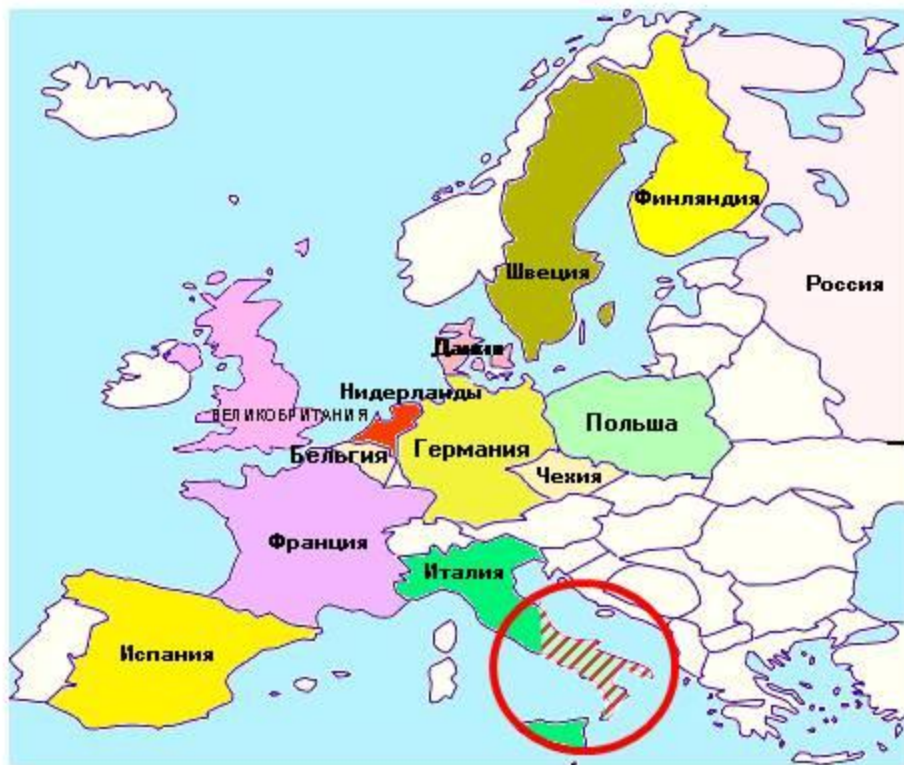 Финляндия
Швеция
Россия
Дания
Нидерланды
ВЕЛИКОБРИТАНИЯ
Польша
Бельгия
Германия
Чехия
Франция
Италия
Испания